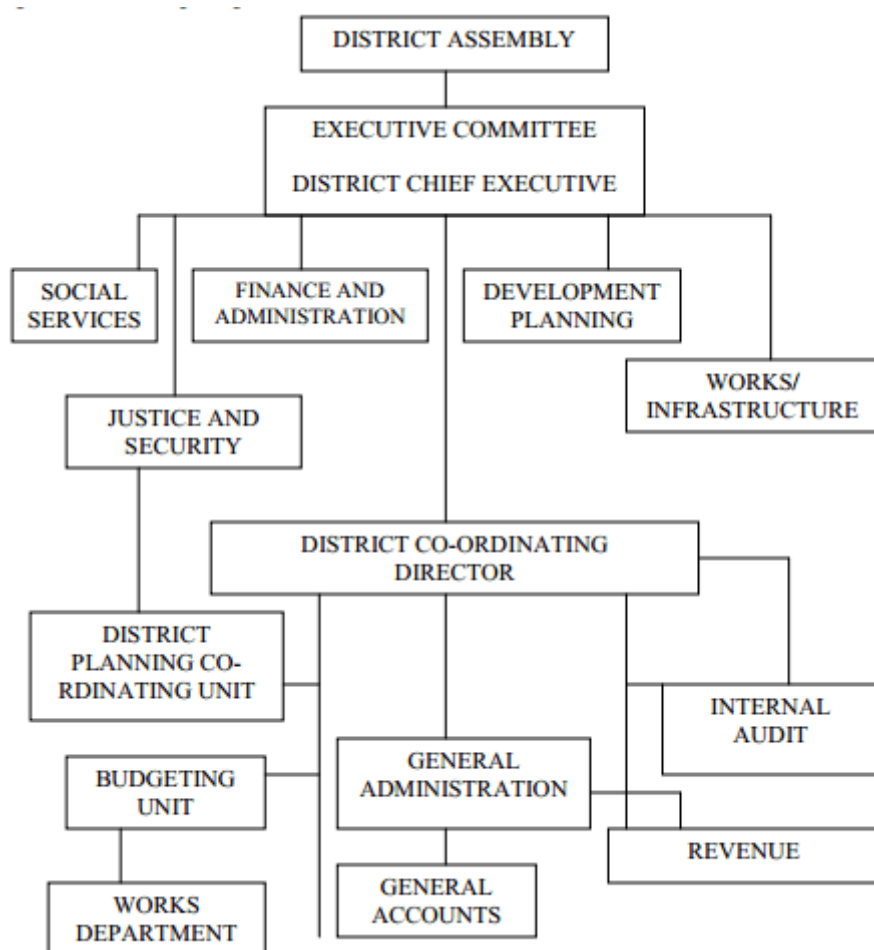 DISTRICT ASSEMBLY
EXECUTIVE COMMITTEE
DISTRICT CHIEF EXECUTIVE
SOCIAL
SERVICES
FINANCE AND
ADMINISTRATION
DEVELOPMENT
PLANNING
WORKS/
INFRASTRUCTURE
JUSTICE AND
SECURITY
DISTRICT CO-ORDINATING
DIRECTOR
DISTRICT
PLANNING CO-
RDINATING UNIT
INTERNAL
AUDIT
BUDGETING
UNIT
GENERAL
ADMINISTRATION
REVENUE
GENERAL
ACCOUNTS
WORKS
DEPARTMENT